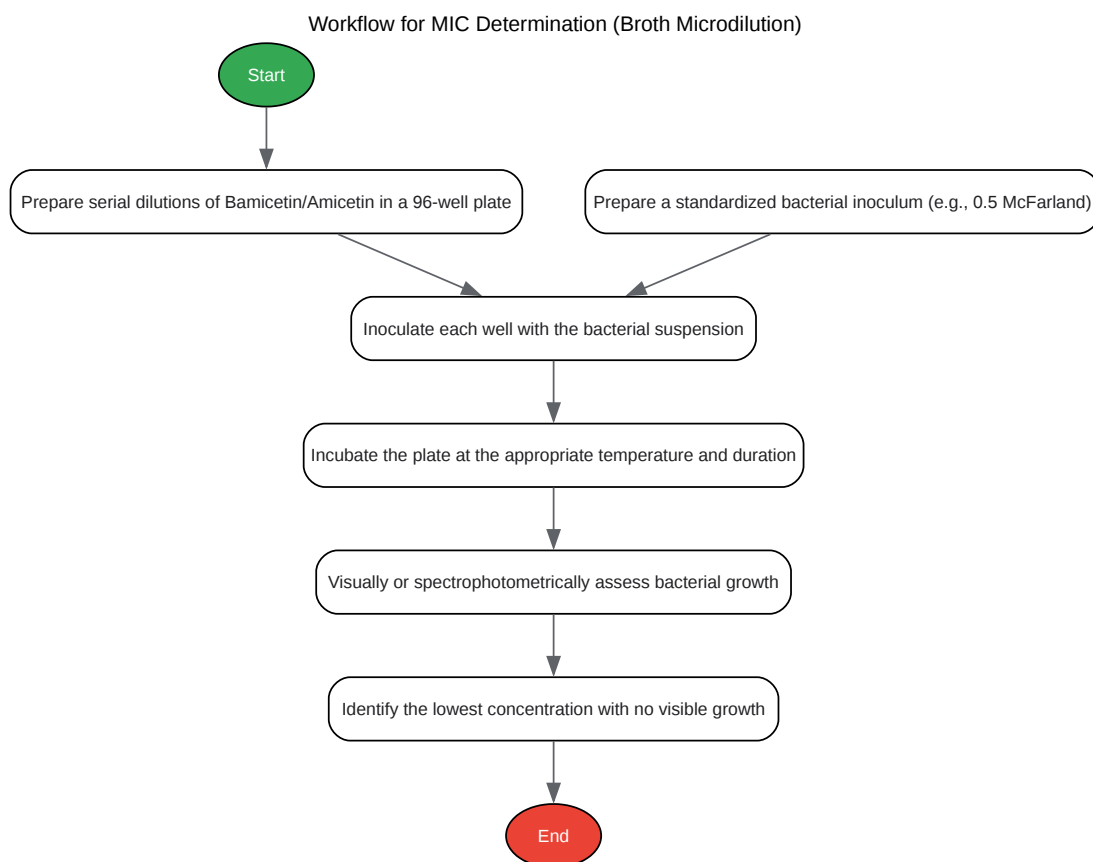 Workflow for MIC Determination (Broth Microdilution)
Start
Prepare serial dilutions of Bamicetin/Amicetin in a 96-well plate
Prepare a standardized bacterial inoculum (e.g., 0.5 McFarland)
Inoculate each well with the bacterial suspension
Incubate the plate at the appropriate temperature and duration
Visually or spectrophotometrically assess bacterial growth
Identify the lowest concentration with no visible growth
End